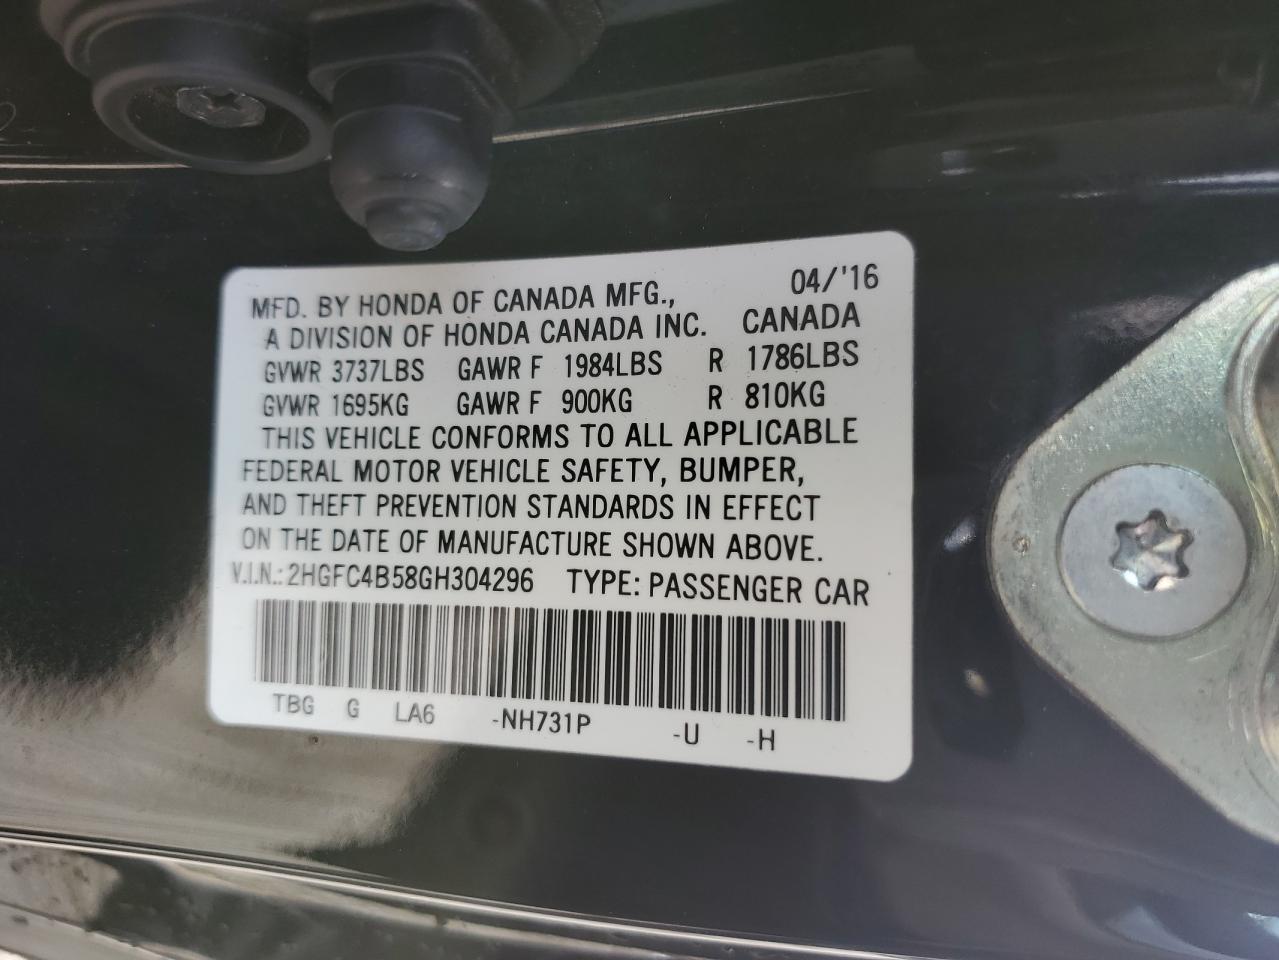 MFD. BY HONDA OF CANADA MFG., 04/'16
A DIVISION OF HONDA CANADA INC. CANADA
GVWR 3737LBS GAWR F 1984LBS R 1786LBS
GVWR 1695KG GAWR F 900KG R 810KG
THIS VEHICLE CONFORMS TO ALL APPLICABLE
FEDERAL MOTOR VEHICLE SAFETY, BUMPER,
AND THEFT PREVENTION STANDARDS IN EFFECT
ON THE DATE OF MANUFACTURE SHOWN ABOVE.
V.I.N.: 2HGFC4B58GH304296 TYPE: PASSENGER CAR
TBG G LA6 -NH731P -U -H